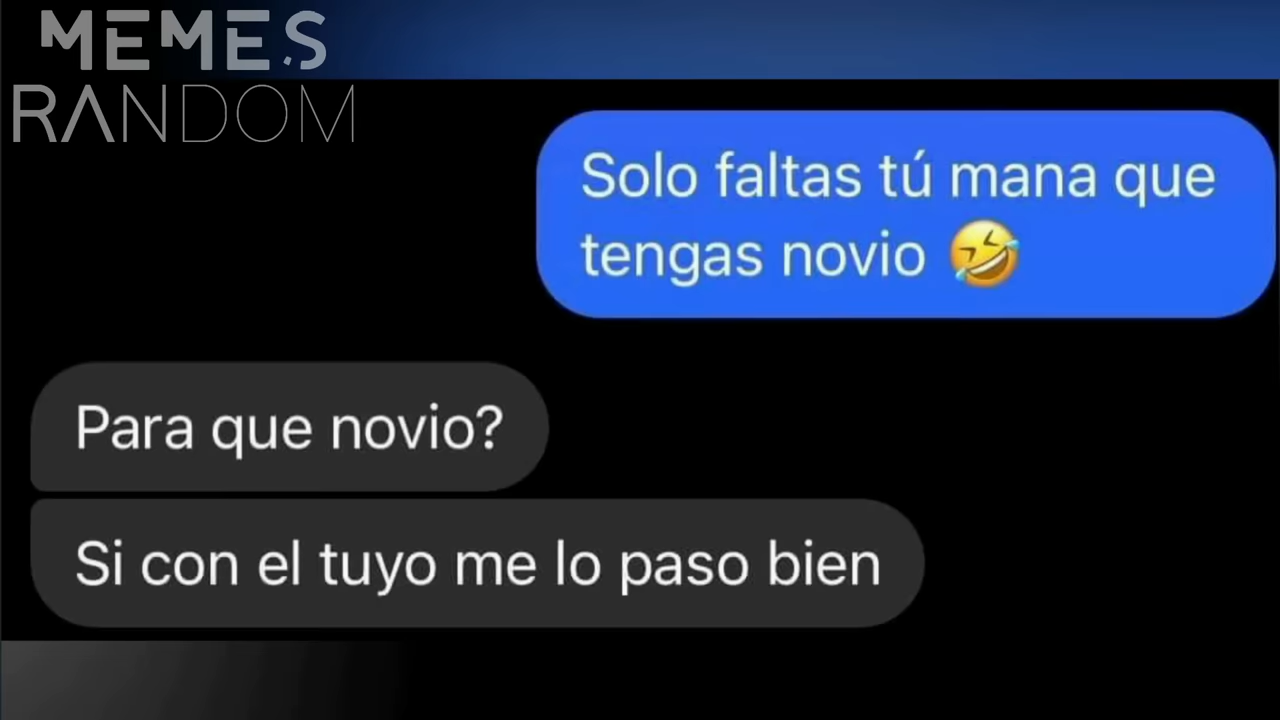 MEMES
RANDOM
Solo faltas tú mana que
tengas novio 🤣
Para que novio?
Si con el tuyo me lo paso bien